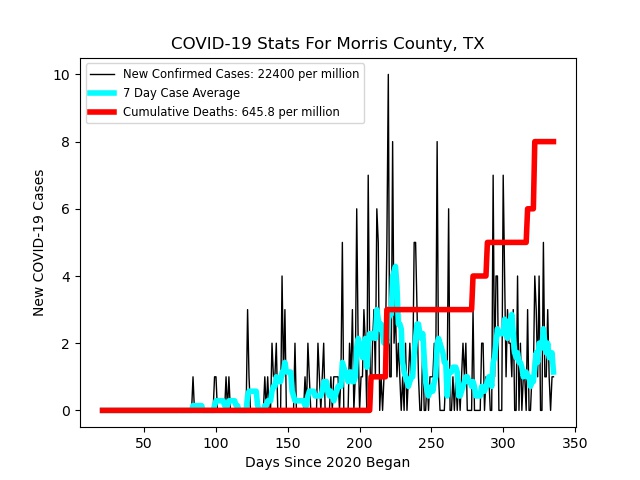 COVID-19 Stats For Morris County, TX
New Confirmed Cases: 22400 per million
7 Day Case Average
Cumulative Deaths: 645.8 per million
New COVID-19 Cases
10
8
6
4
2
0
50 100 150 200 250 300 350
Days Since 2020 Began